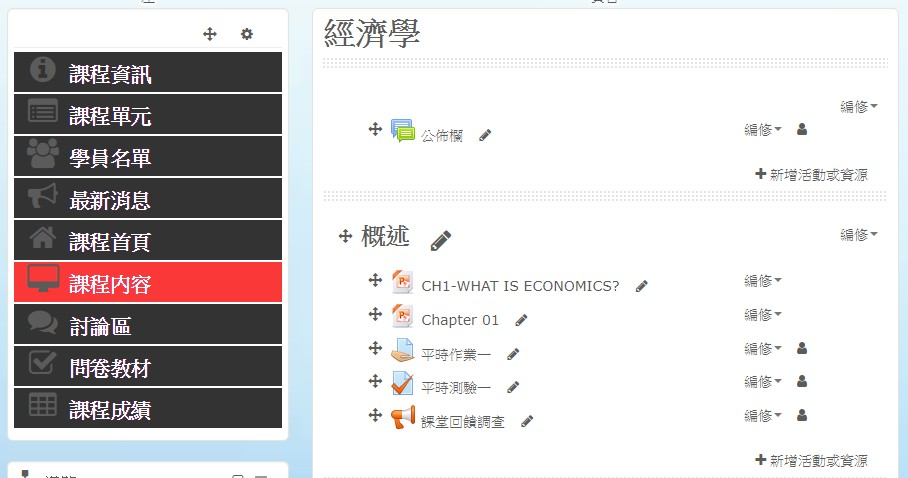 課程資訊
課程單元
學員名單
最新消息
課程首頁
課程內容
討論區
問卷教材
課程成績
經濟學
編修
公佈欄
編修
新增活動或資源
概述
編修
CH1-WHAT IS ECONOMICS?
編修
Chapter 01
編修
平時作業一
編修
平時測驗一
編修
課堂回饋調查
編修
新增活動或資源